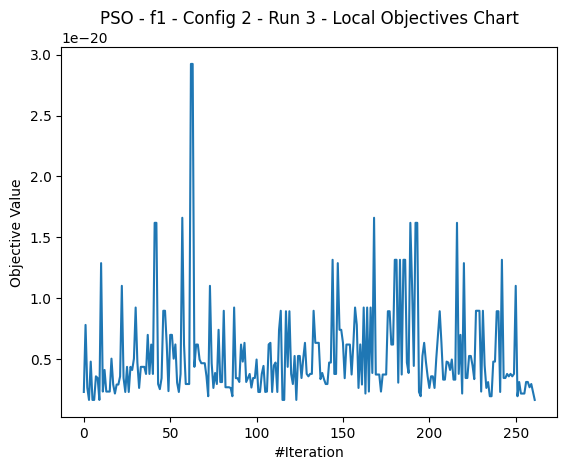 PSO - f1 - Config 2 - Run 3 - Local Objectives Chart
1e−20
3.0
2.5
2.0
1.5
1.0
0.5
Objective Value
0 50 100 150 200 250
#Iteration